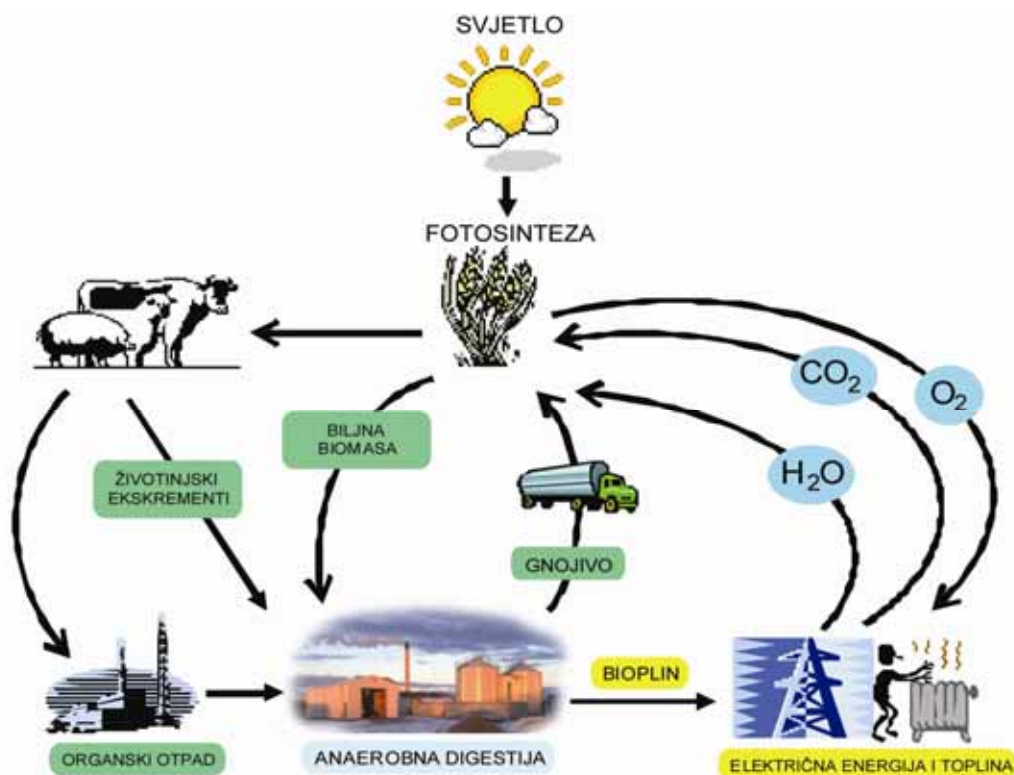 SVJETLO
FOTOSINTEZA
CO2
O2
BILJNA
BIOMASA
H2O
ŽIVOTINJSKI
EKSKREMENTI
GNOJIVO
BIOPLIN
ORGANSKI OTPAD
ANAEROBNA DIGESTIJA
ELEKTRIČNA ENERGIJA I TOPLINA